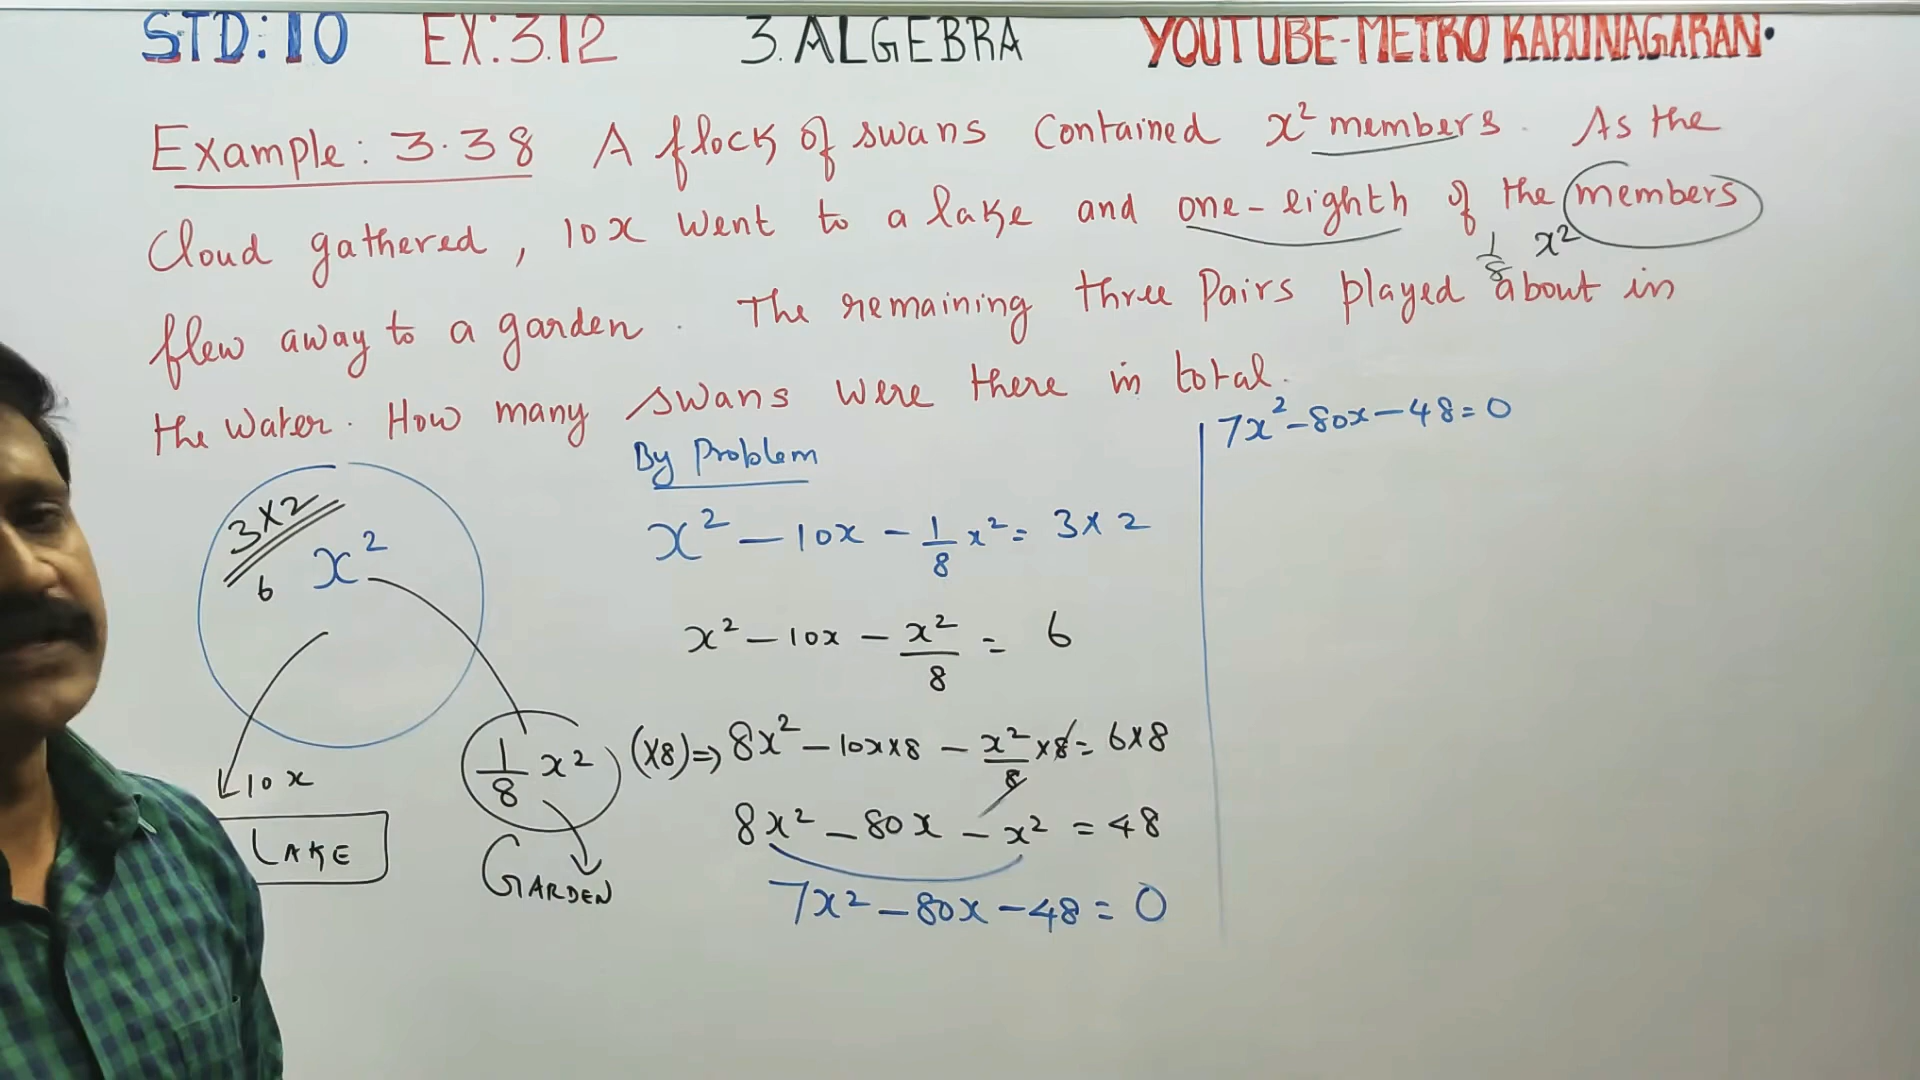 STD: 10 EX: 3.12 3. ALGEBRA YOUTUBE-METRO KARUNAGARAN.
Example: 3.38 A flock of swans contained x² members. As the
cloud gathered, 10x went to a lake and one-eighth of the members
1/8 x²
flew away to a garden. The remaining three pairs played about in
the water. How many swans were there in total.
By Problem
x² - 10x - 1/8 x² = 3 × 2
x² - 10x - x²/8 = 6
(×8) ⇒ 8x² - 10x×8 - x²/8 ×8 = 6×8
8x² - 80x - x² = 48
7x² - 80x - 48 = 0
7x² - 80x - 48 = 0
3×2
6
x²
10x
LAKE
1/8 x²
GARDEN